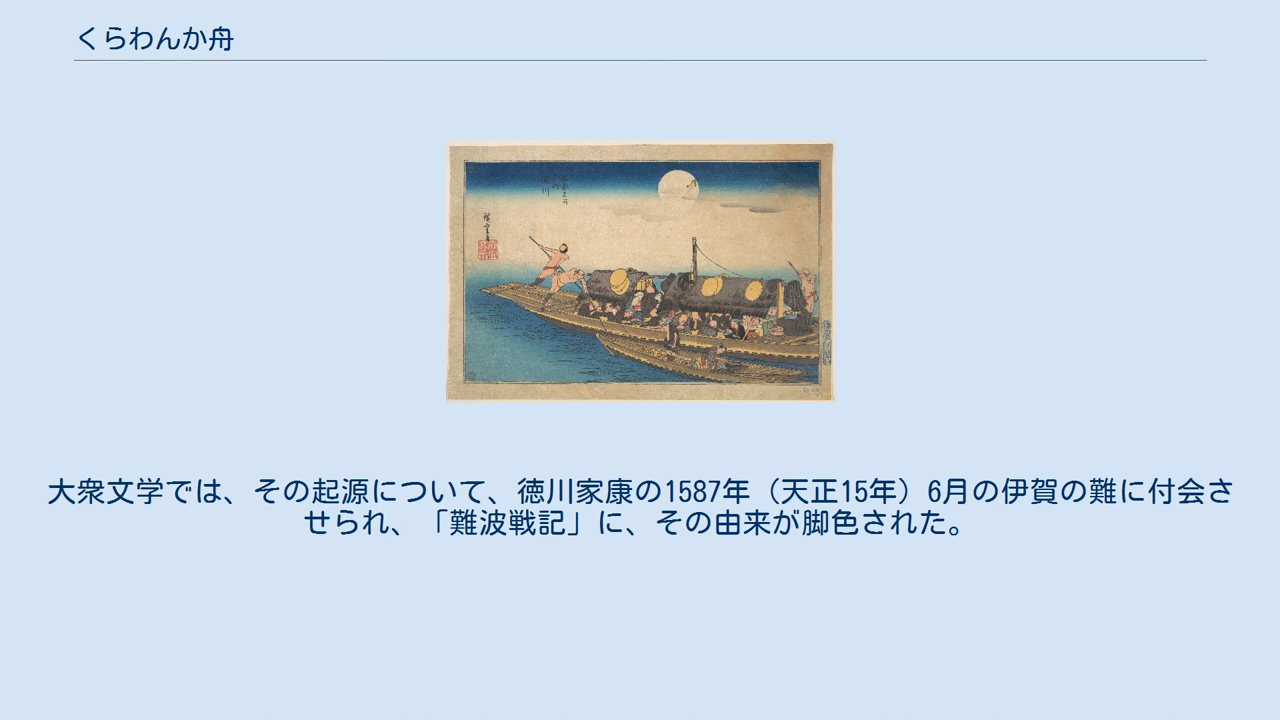 くらわんか舟
大衆文学では、その起源について、徳川家康の1587年（天正15年）6月の伊賀の難に付会さ
せられ、「難波戦記」に、その由来が脚色された。